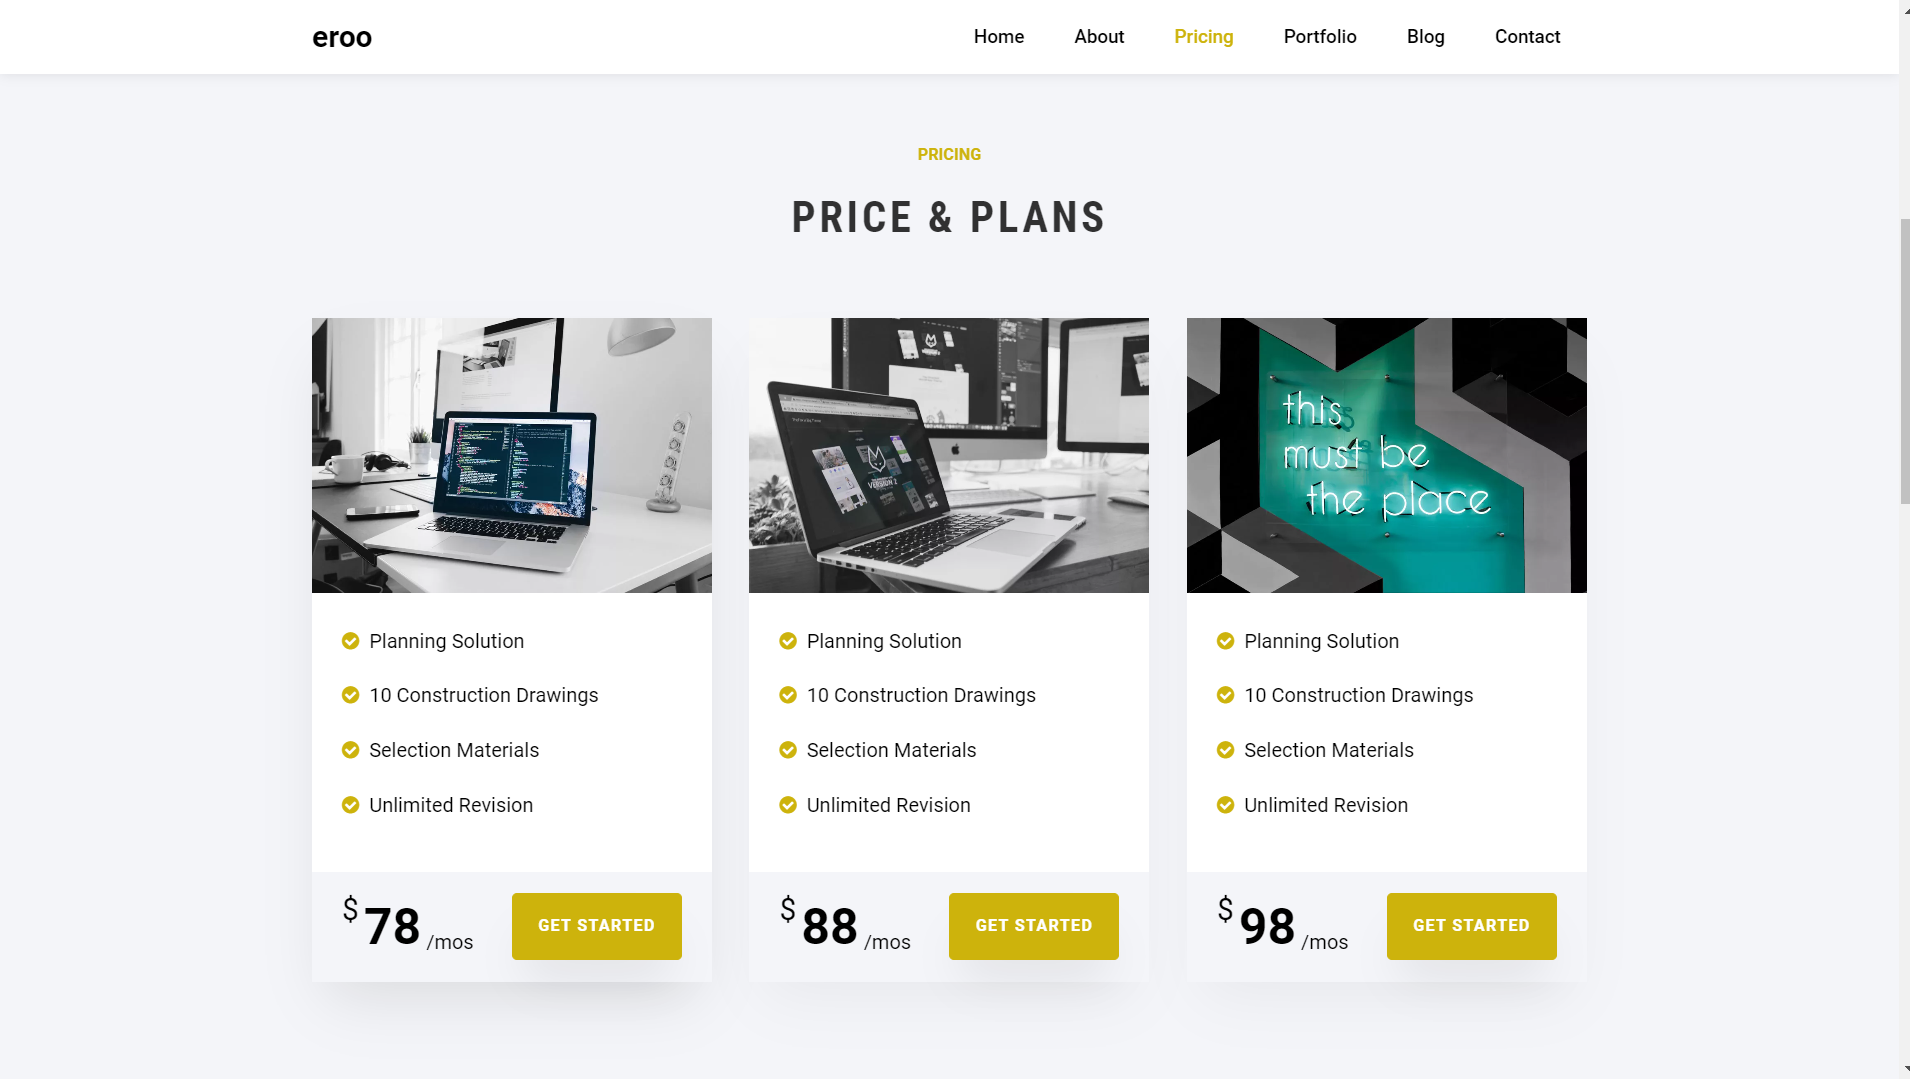 eroo
Home About Pricing Portfolio Blog Contact
PRICING
PRICE & PLANS
this
must be
the place
VERSION 2
Planning Solution
10 Construction Drawings
Selection Materials
Unlimited Revision
$78 /mos
GET STARTED
Planning Solution
10 Construction Drawings
Selection Materials
Unlimited Revision
$88 /mos
GET STARTED
Planning Solution
10 Construction Drawings
Selection Materials
Unlimited Revision
$98 /mos
GET STARTED